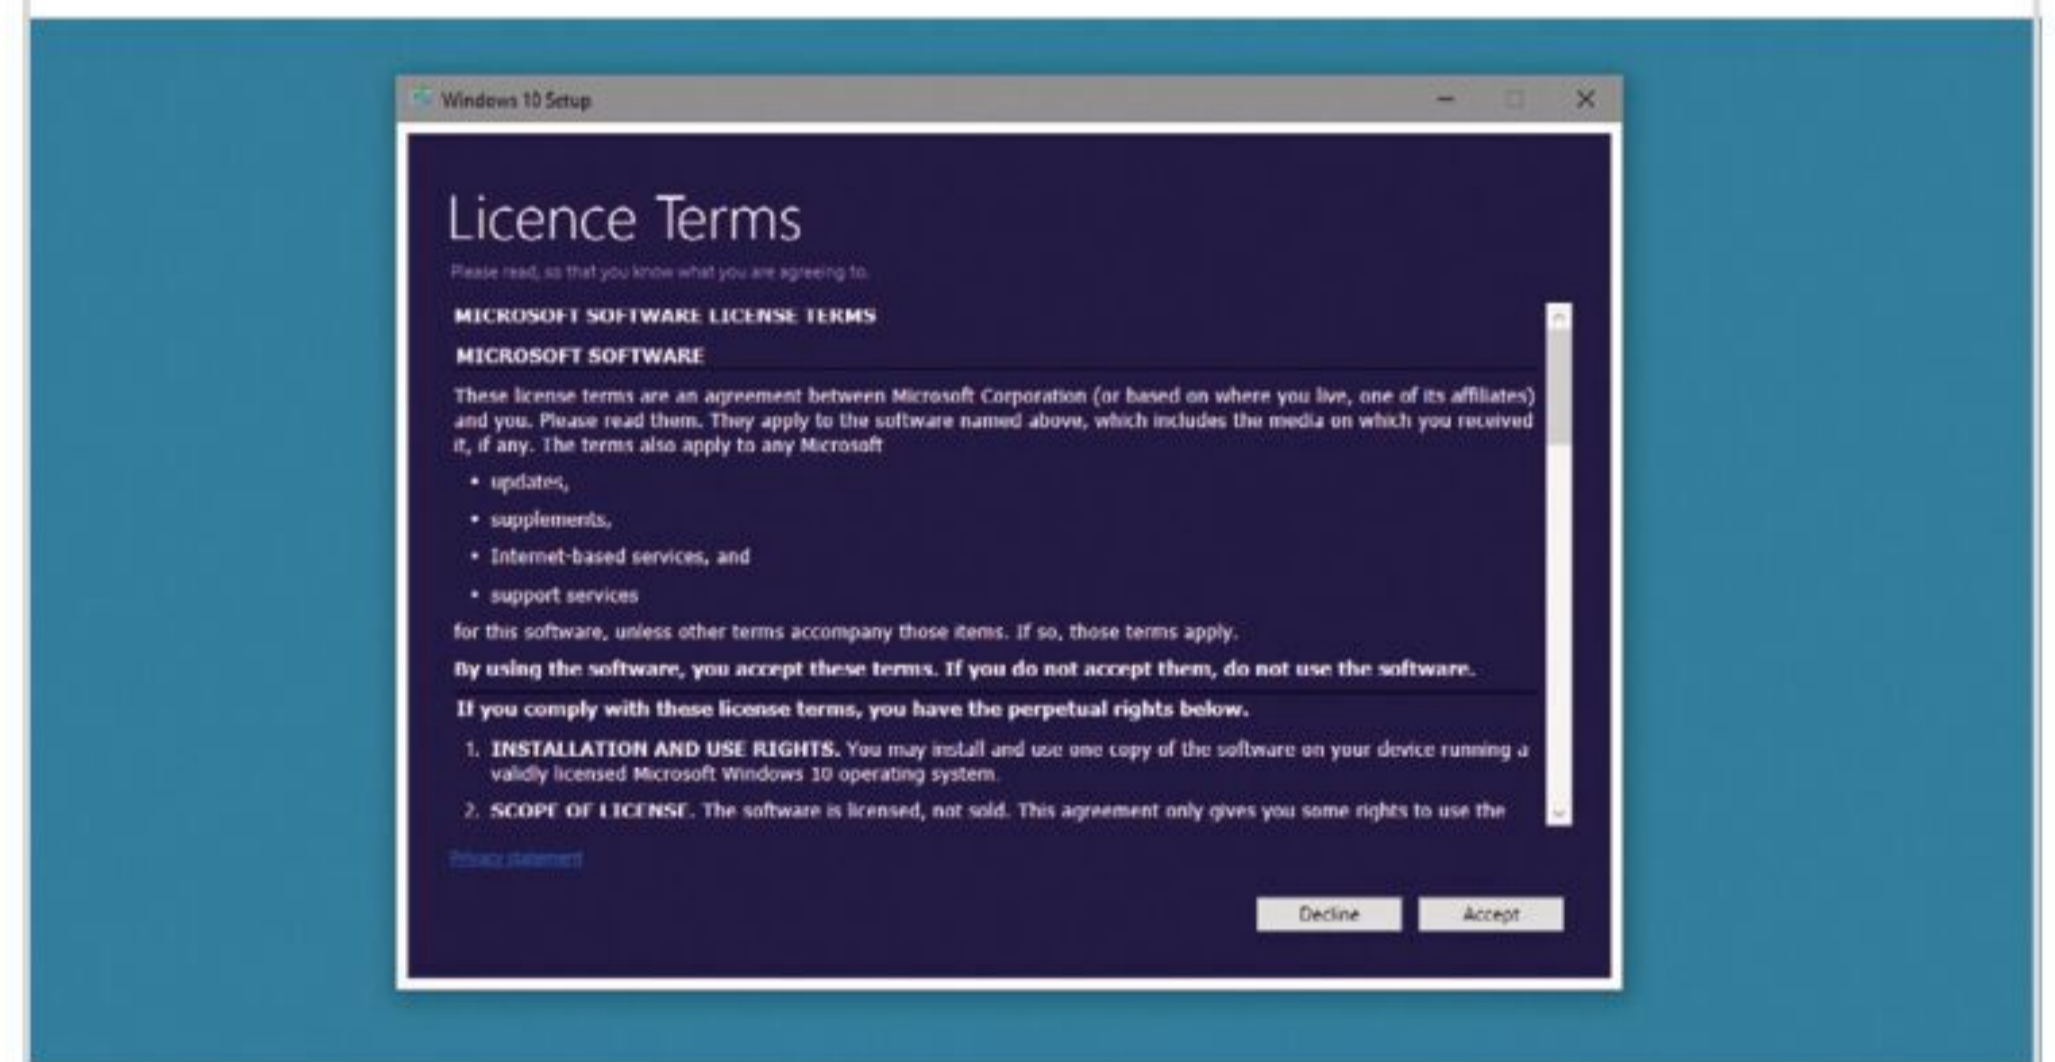 Windows 10 Setup
Licence Terms
Please read, so that you know what you are agreeing to.
MICROSOFT SOFTWARE LICENSE TERMS
MICROSOFT SOFTWARE
These license terms are an agreement between Microsoft Corporation (or based on where you live, one of its affiliates)
and you. Please read them. They apply to the software named above, which includes the media on which you received
it, if any. The terms also apply to any Microsoft
• updates,
• supplements,
• Internet-based services, and
• support services
for this software, unless other terms accompany those items. If so, those terms apply.
By using the software, you accept these terms. If you do not accept them, do not use the software.
If you comply with these license terms, you have the perpetual rights below.
1. INSTALLATION AND USE RIGHTS. You may install and use one copy of the software on your device running a
validly licensed Microsoft Windows 10 operating system.
2. SCOPE OF LICENSE. The software is licensed, not sold. This agreement only gives you some rights to use the
Privacy statement
Decline
Accept